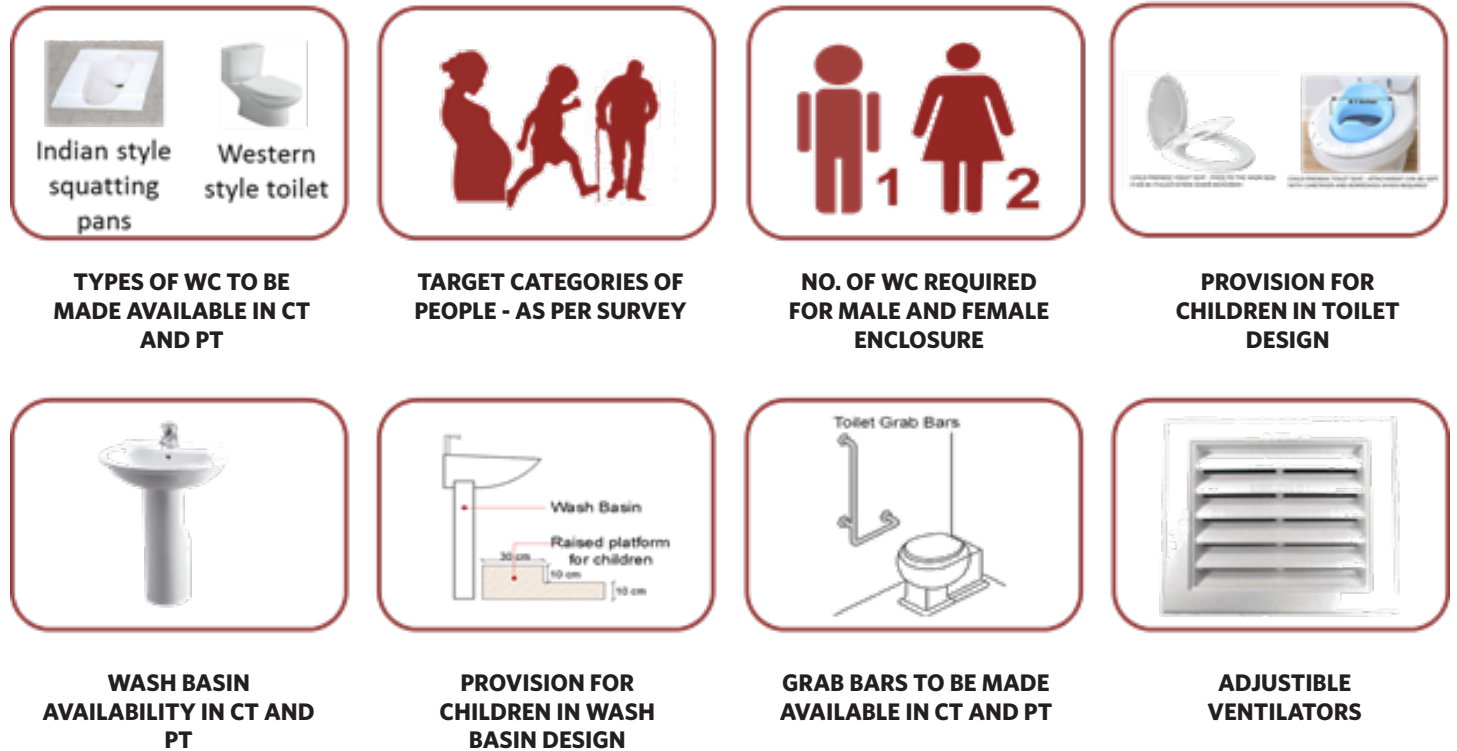 Indian style
squatting
pans
Western
style toilet
1
2
TYPES OF WC TO BE
MADE AVAILABLE IN CT
AND PT
TARGET CATEGORIES OF
PEOPLE - AS PER SURVEY
NO. OF WC REQUIRED
FOR MALE AND FEMALE
ENCLOSURE
PROVISION FOR
CHILDREN IN TOILET
DESIGN
Wash Basin
Raised platform
for children
30 cm
10 cm
10 cm
Toilet Grab Bars
WASH BASIN
AVAILABILITY IN CT AND
PT
PROVISION FOR
CHILDREN IN WASH
BASIN DESIGN
GRAB BARS TO BE MADE
AVAILABLE IN CT AND PT
ADJUSTIBLE
VENTILATORS